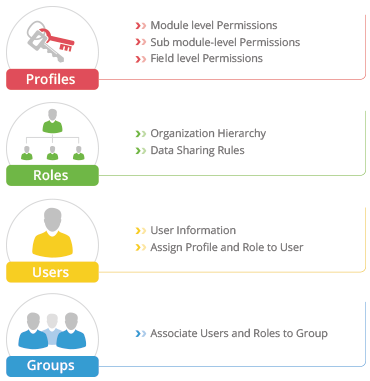 Module level Permissions
Sub module-level Permissions
Field level Permissions
Profiles
Organization Hierarchy
Data Sharing Rules
Roles
User Information
Assign Profile and Role to User
Users
Associate Users and Roles to Group
Groups